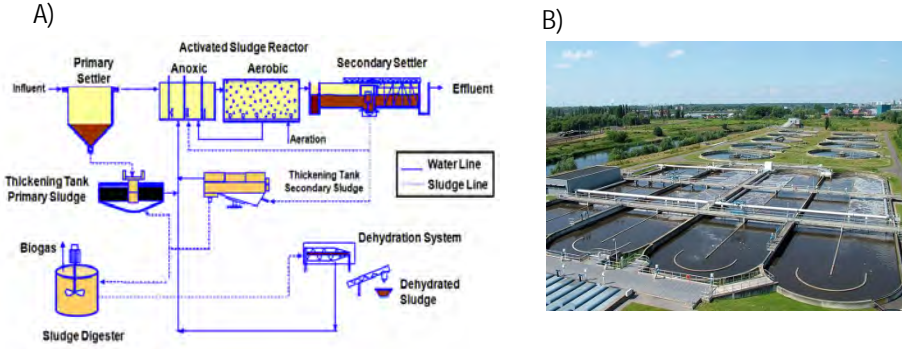 A)
B)
Activated Sludge Reactor
Primary
Settler
Anoxic
Aerobic
Secondary Settler
Influent
Effluent
Aeration
Thickening Tank
Primary Sludge
Thickening Tank
Secondary Sludge
Water Line
Sludge Line
Biogas
Dehydration System
Dehydrated
Sludge
Sludge Digester